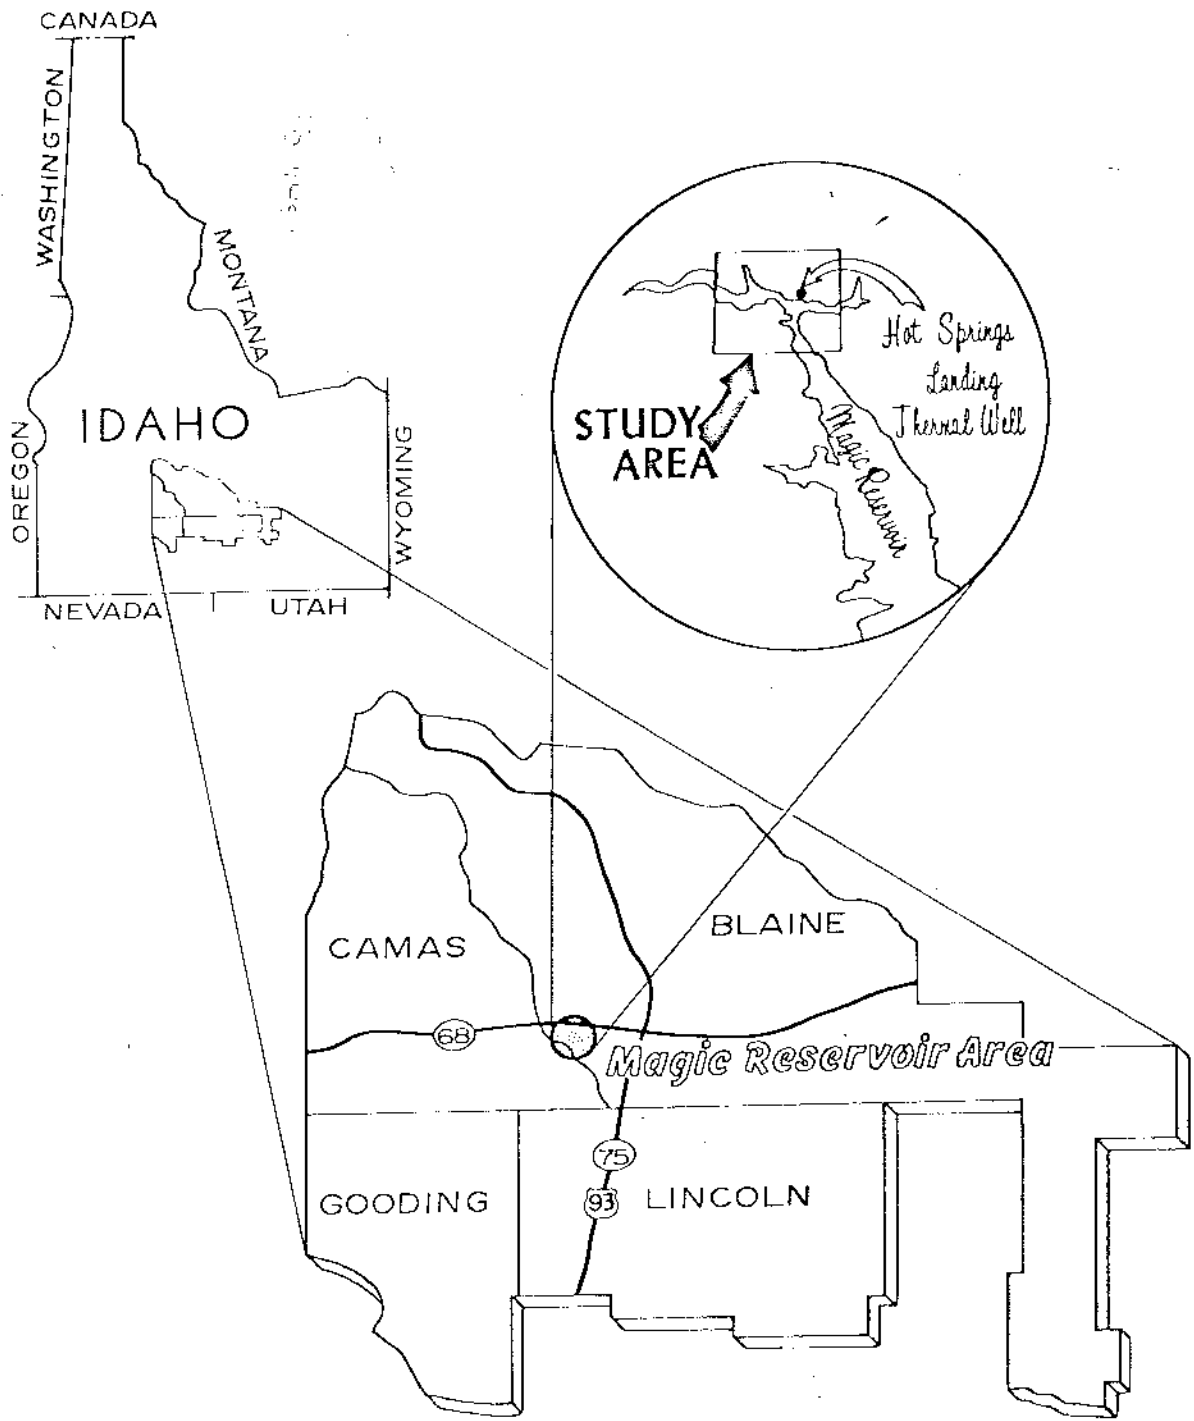 CANADA
WASHINGTON
MONTANA
IDAHO
OREGON
WYOMING
NEVADA
UTAH
Hot Springs
Landing
Thermal Well
STUDY
AREA
Magic Reservoir
CAMAS
BLAINE
68
Magic Reservoir Area
75
93
GOODING
LINCOLN